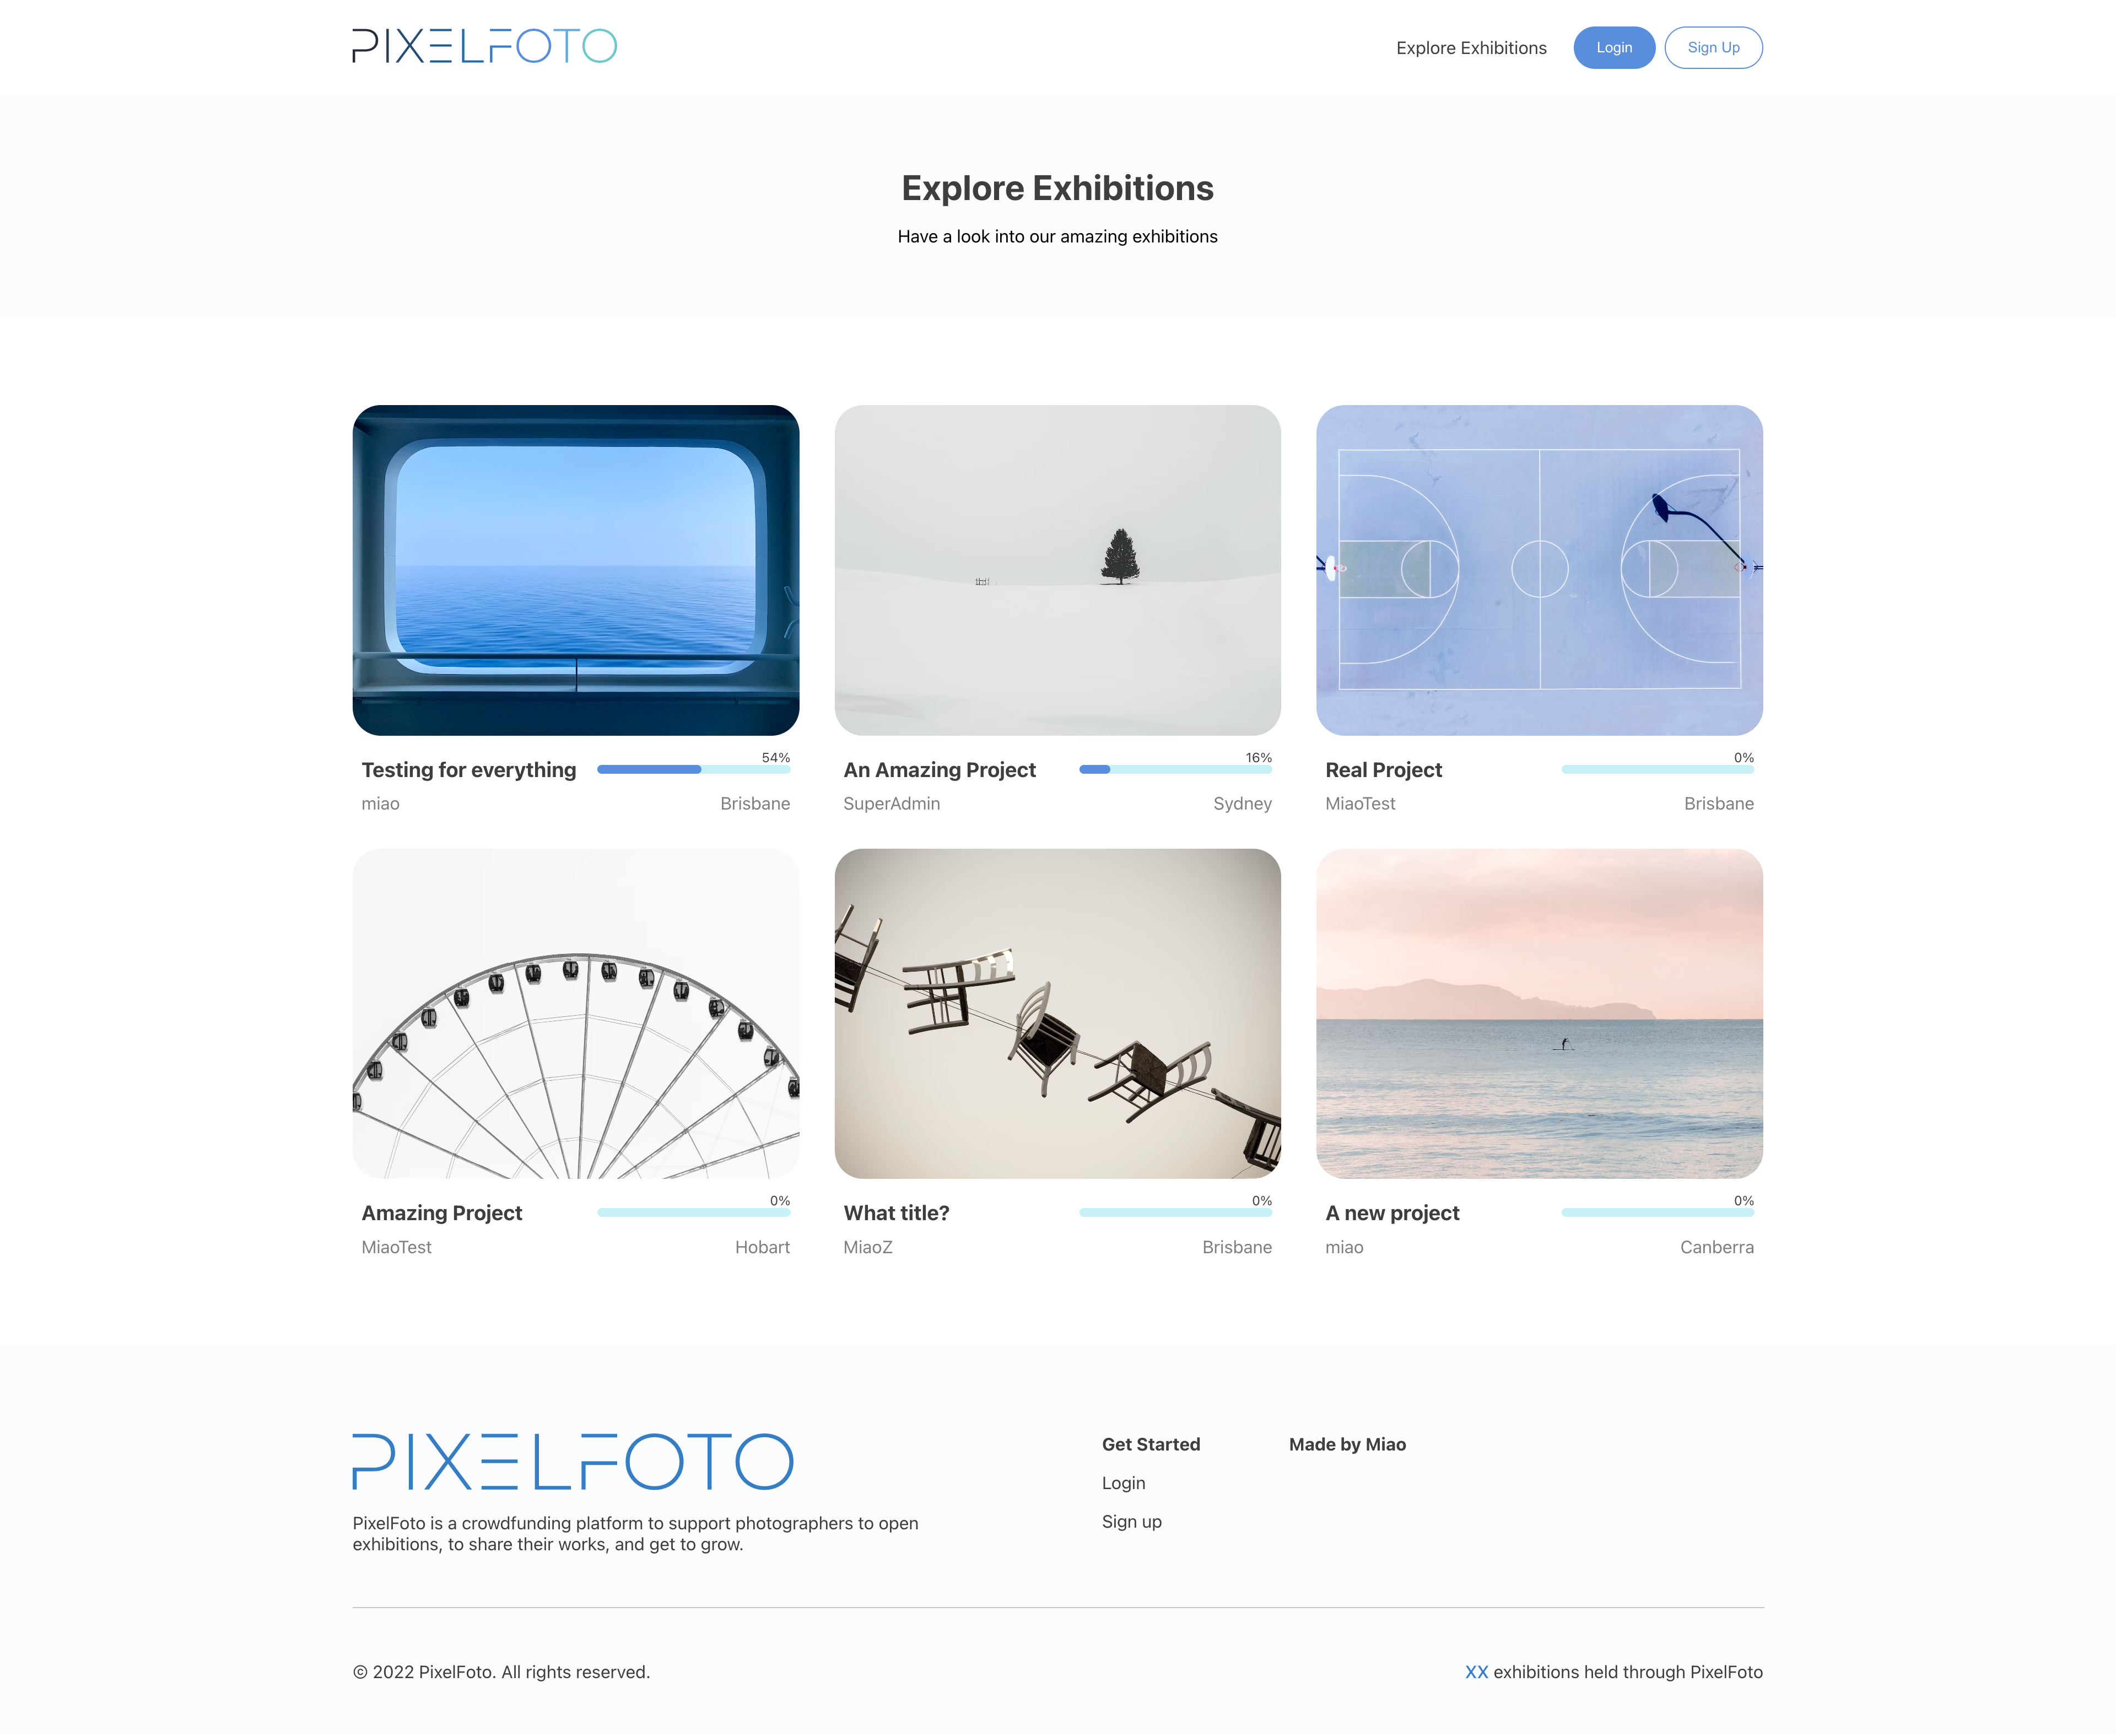 PIXELFOTO
Explore Exhibitions
Login
Sign Up
Explore Exhibitions
Have a look into our amazing exhibitions
Testing for everything
54%
miao
Brisbane
An Amazing Project
16%
SuperAdmin
Sydney
Real Project
0%
MiaoTest
Brisbane
Amazing Project
0%
MiaoTest
Hobart
What title?
0%
MiaoZ
Brisbane
A new project
0%
miao
Canberra
PIXELFOTO
PixelFoto is a crowdfunding platform to support photographers to open
exhibitions, to share their works, and get to grow.
Get Started
Login
Sign up
Made by Miao
© 2022 PixelFoto. All rights reserved.
XX exhibitions held through PixelFoto